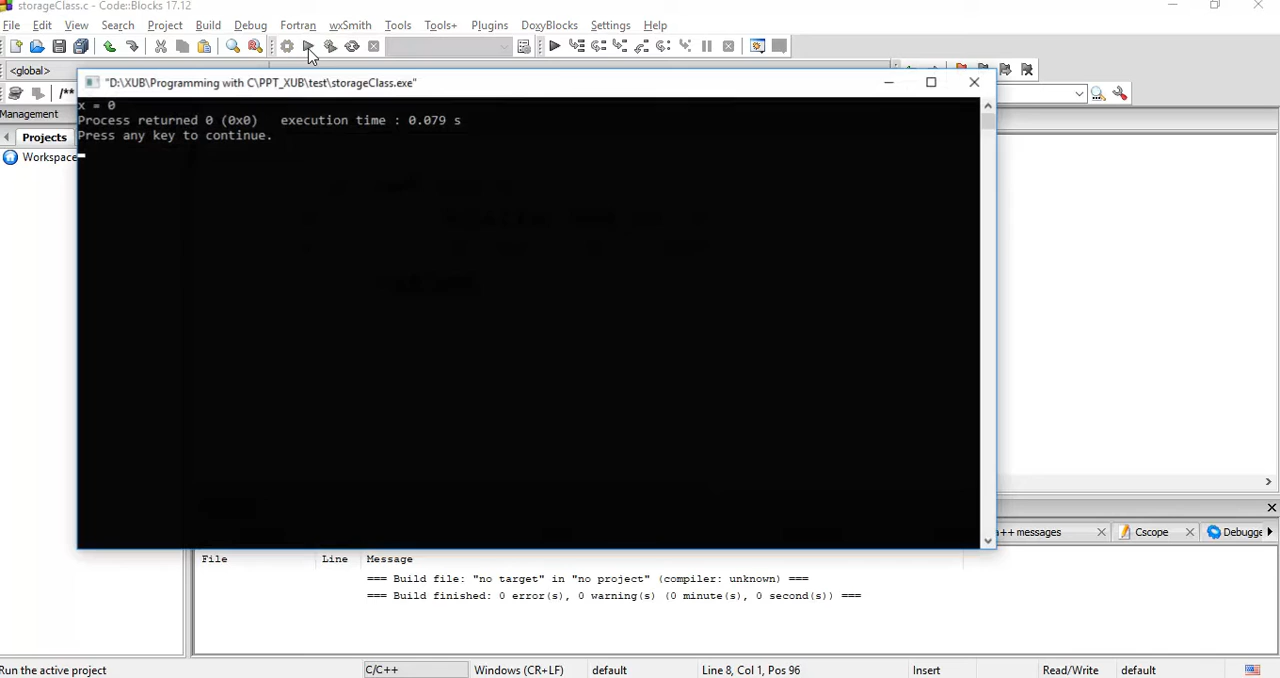 storageClass.c - Code::Blocks 17.12
File Edit View Search Project Build Debug Fortran wxSmith Tools Tools+ Plugins DoxyBlocks Settings Help
<global>
/**
"D:\XUB\Programming with C\PPT_XUB\test\storageClass.exe"
x = 0
Process returned 0 (0x0)   execution time : 0.079 s
Press any key to continue.
Management
Projects
Workspace
a++ messages Cscope Debugge
File Line Message
=== Build file: "no target" in "no project" (compiler: unknown) ===
=== Build finished: 0 error(s), 0 warning(s) (0 minute(s), 0 second(s)) ===
Run the active project C/C++ Windows (CR+LF) default Line 8, Col 1, Pos 96 Insert Read/Write default